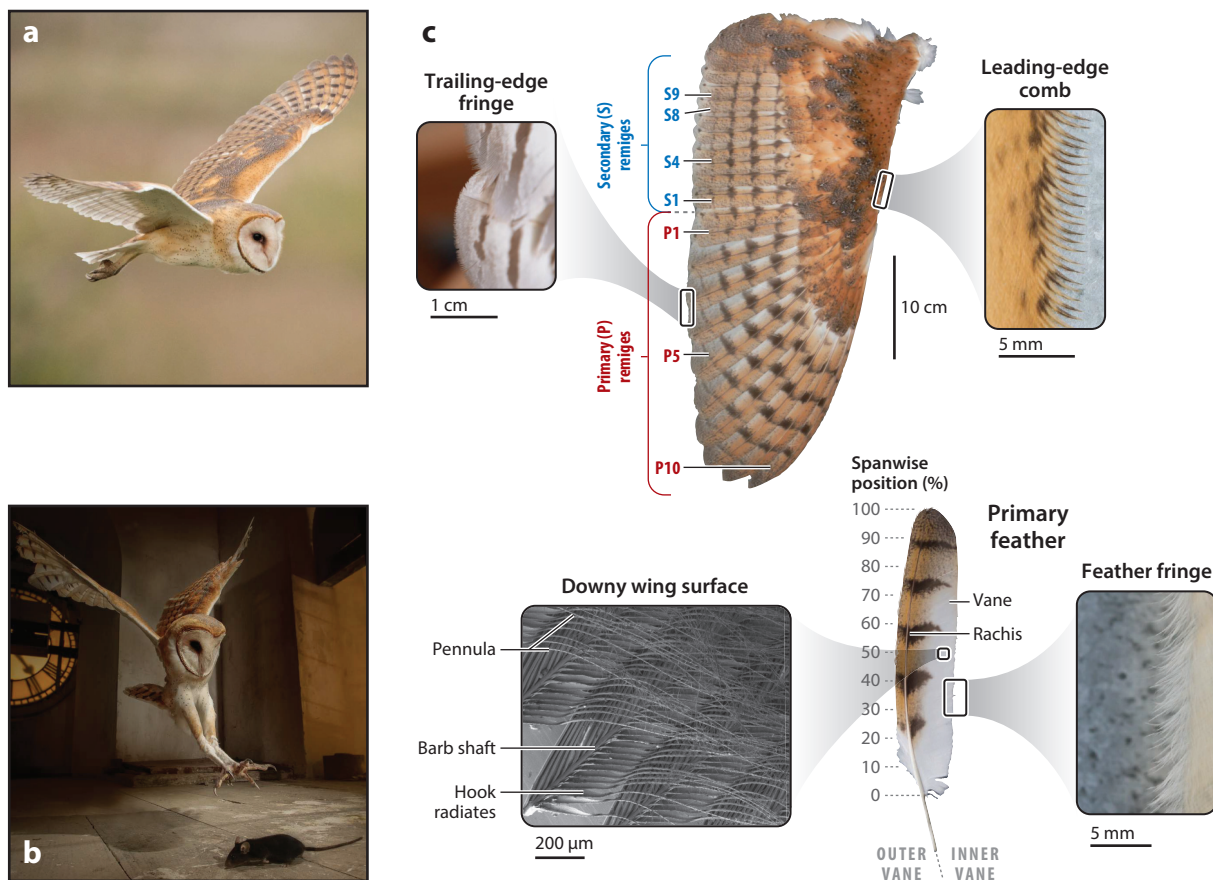 a
c
Trailing-edge
fringe
1 cm
Secondary (S)
remiges
S9
S8
S4
S1
Primary (P)
remiges
P1
P5
P10
10 cm
Leading-edge
comb
5 mm
b
Downy wing surface
Pennula
Barb shaft
Hook
radiates
200 µm
Spanwise
position (%)
100
90
80
70
60
50
40
30
20
10
0
Primary
feather
Vane
Rachis
OUTER
VANE
INNER
VANE
Feather fringe
5 mm